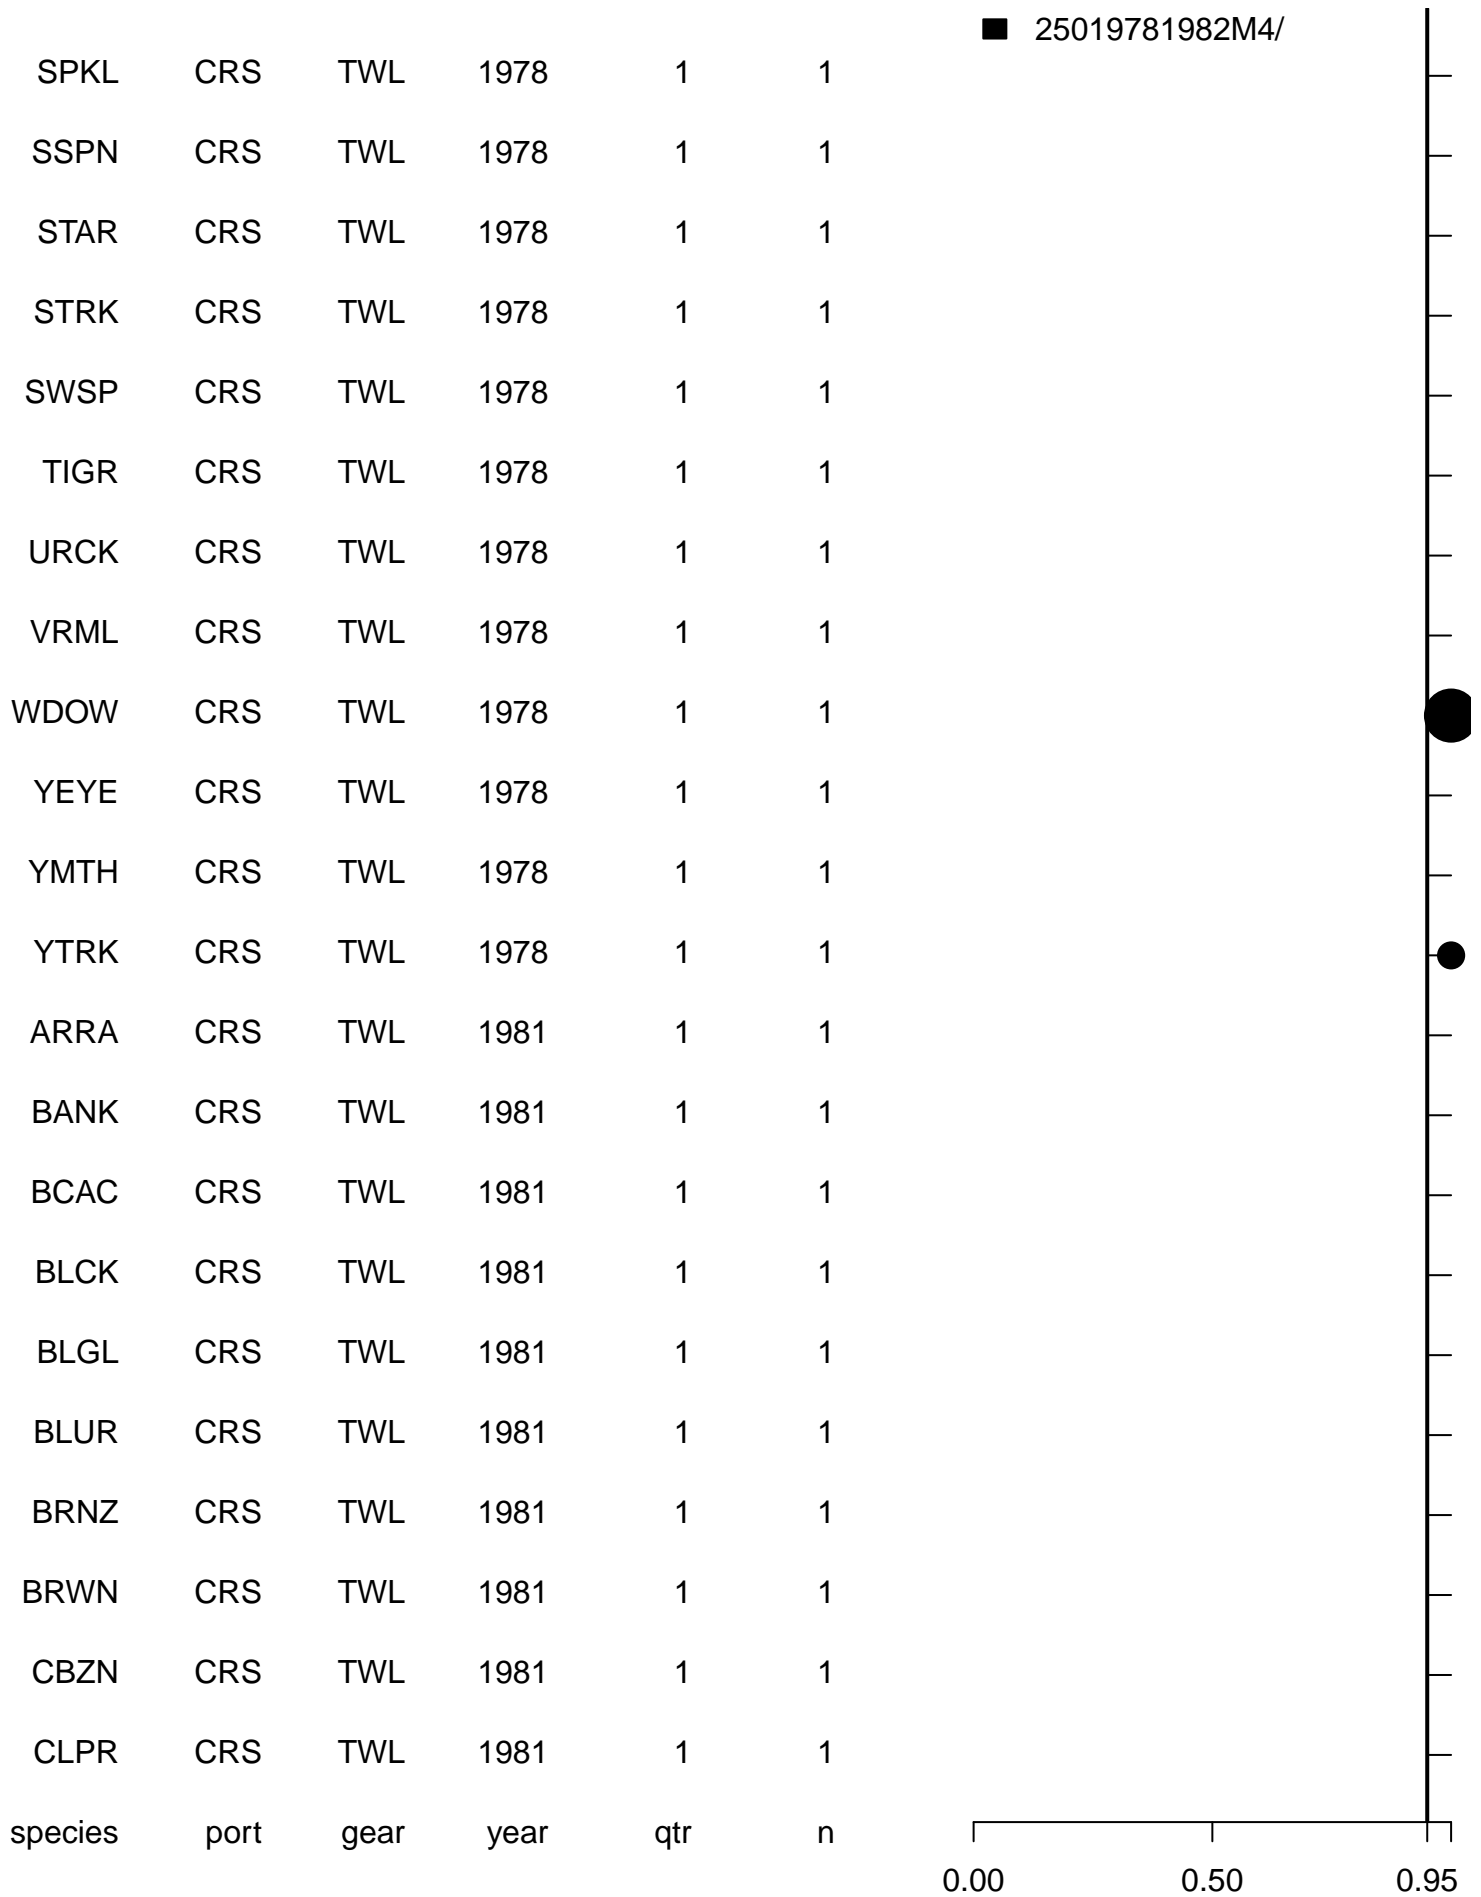 25019781982M4/
SPKL CRS TWL 1978 1 1
SSPN CRS TWL 1978 1 1
STAR CRS TWL 1978 1 1
STRK CRS TWL 1978 1 1
SWSP CRS TWL 1978 1 1
TIGR CRS TWL 1978 1 1
URCK CRS TWL 1978 1 1
VRML CRS TWL 1978 1 1
WDOW CRS TWL 1978 1 1
YEYE CRS TWL 1978 1 1
YMTH CRS TWL 1978 1 1
YTRK CRS TWL 1978 1 1
ARRA CRS TWL 1981 1 1
BANK CRS TWL 1981 1 1
BCAC CRS TWL 1981 1 1
BLCK CRS TWL 1981 1 1
BLGL CRS TWL 1981 1 1
BLUR CRS TWL 1981 1 1
BRNZ CRS TWL 1981 1 1
BRWN CRS TWL 1981 1 1
CBZN CRS TWL 1981 1 1
CLPR CRS TWL 1981 1 1
species port gear year qtr n
0.00 0.50 0.95